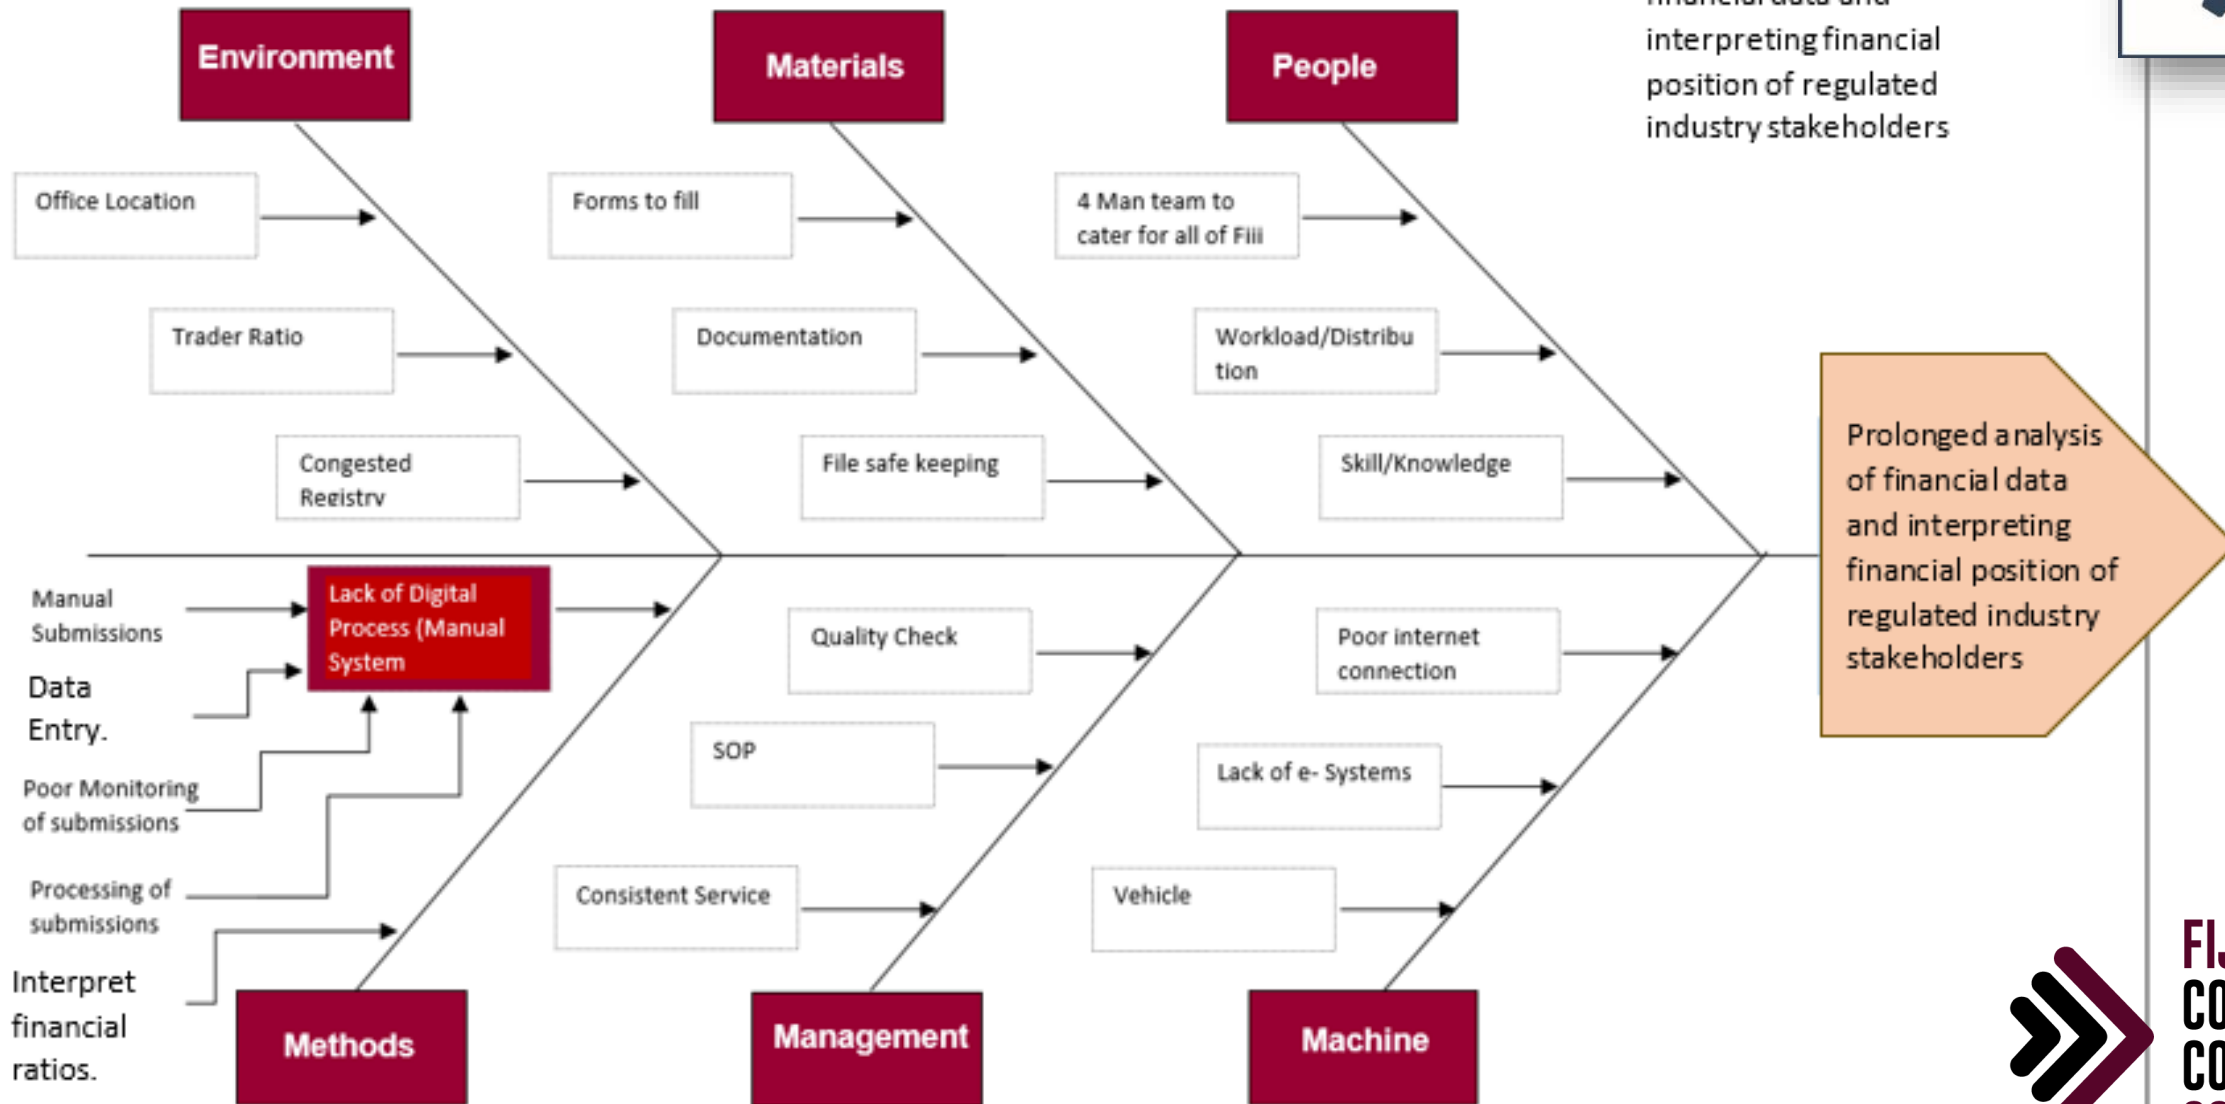 financial data and
interpreting financial
position of regulated
industry stakeholders
Environment
Materials
People
Office Location
Forms to fill
4 Man team to
cater for all of Fiji
Trader Ratio
Documentation
Workload/Distribu
tion
Congested
Registry
File safe keeping
Skill/Knowledge
Prolonged analysis
of financial data
and interpreting
financial position of
regulated industry
stakeholders
Manual
Submissions
Lack of Digital
Process (Manual
System
Data
Entry.
Poor Monitoring
of submissions
Processing of
submissions
Interpret
financial
ratios.
Quality Check
SOP
Consistent Service
Poor internet
connection
Lack of e- Systems
Vehicle
Methods
Management
Machine